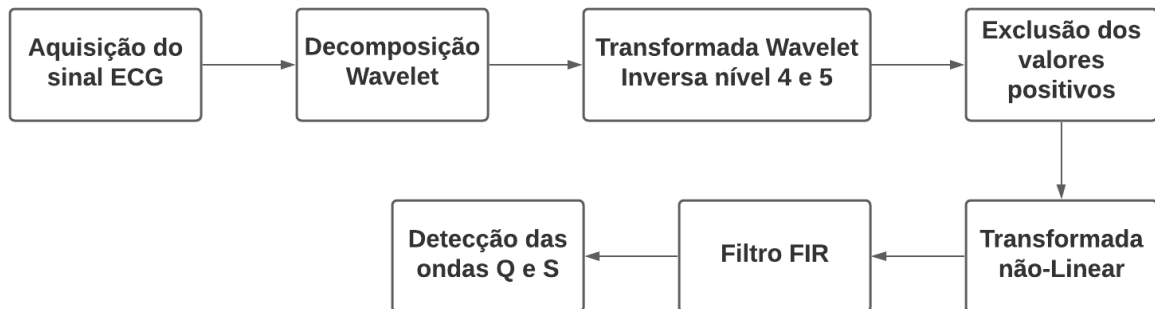 Aquisição do
sinal ECG
Decomposição
Wavelet
Transformada Wavelet
Inversa nível 4 e 5
Exclusão dos
valores
positivos
Transformada
não-Linear
Filtro FIR
Detecção das
ondas Q e S